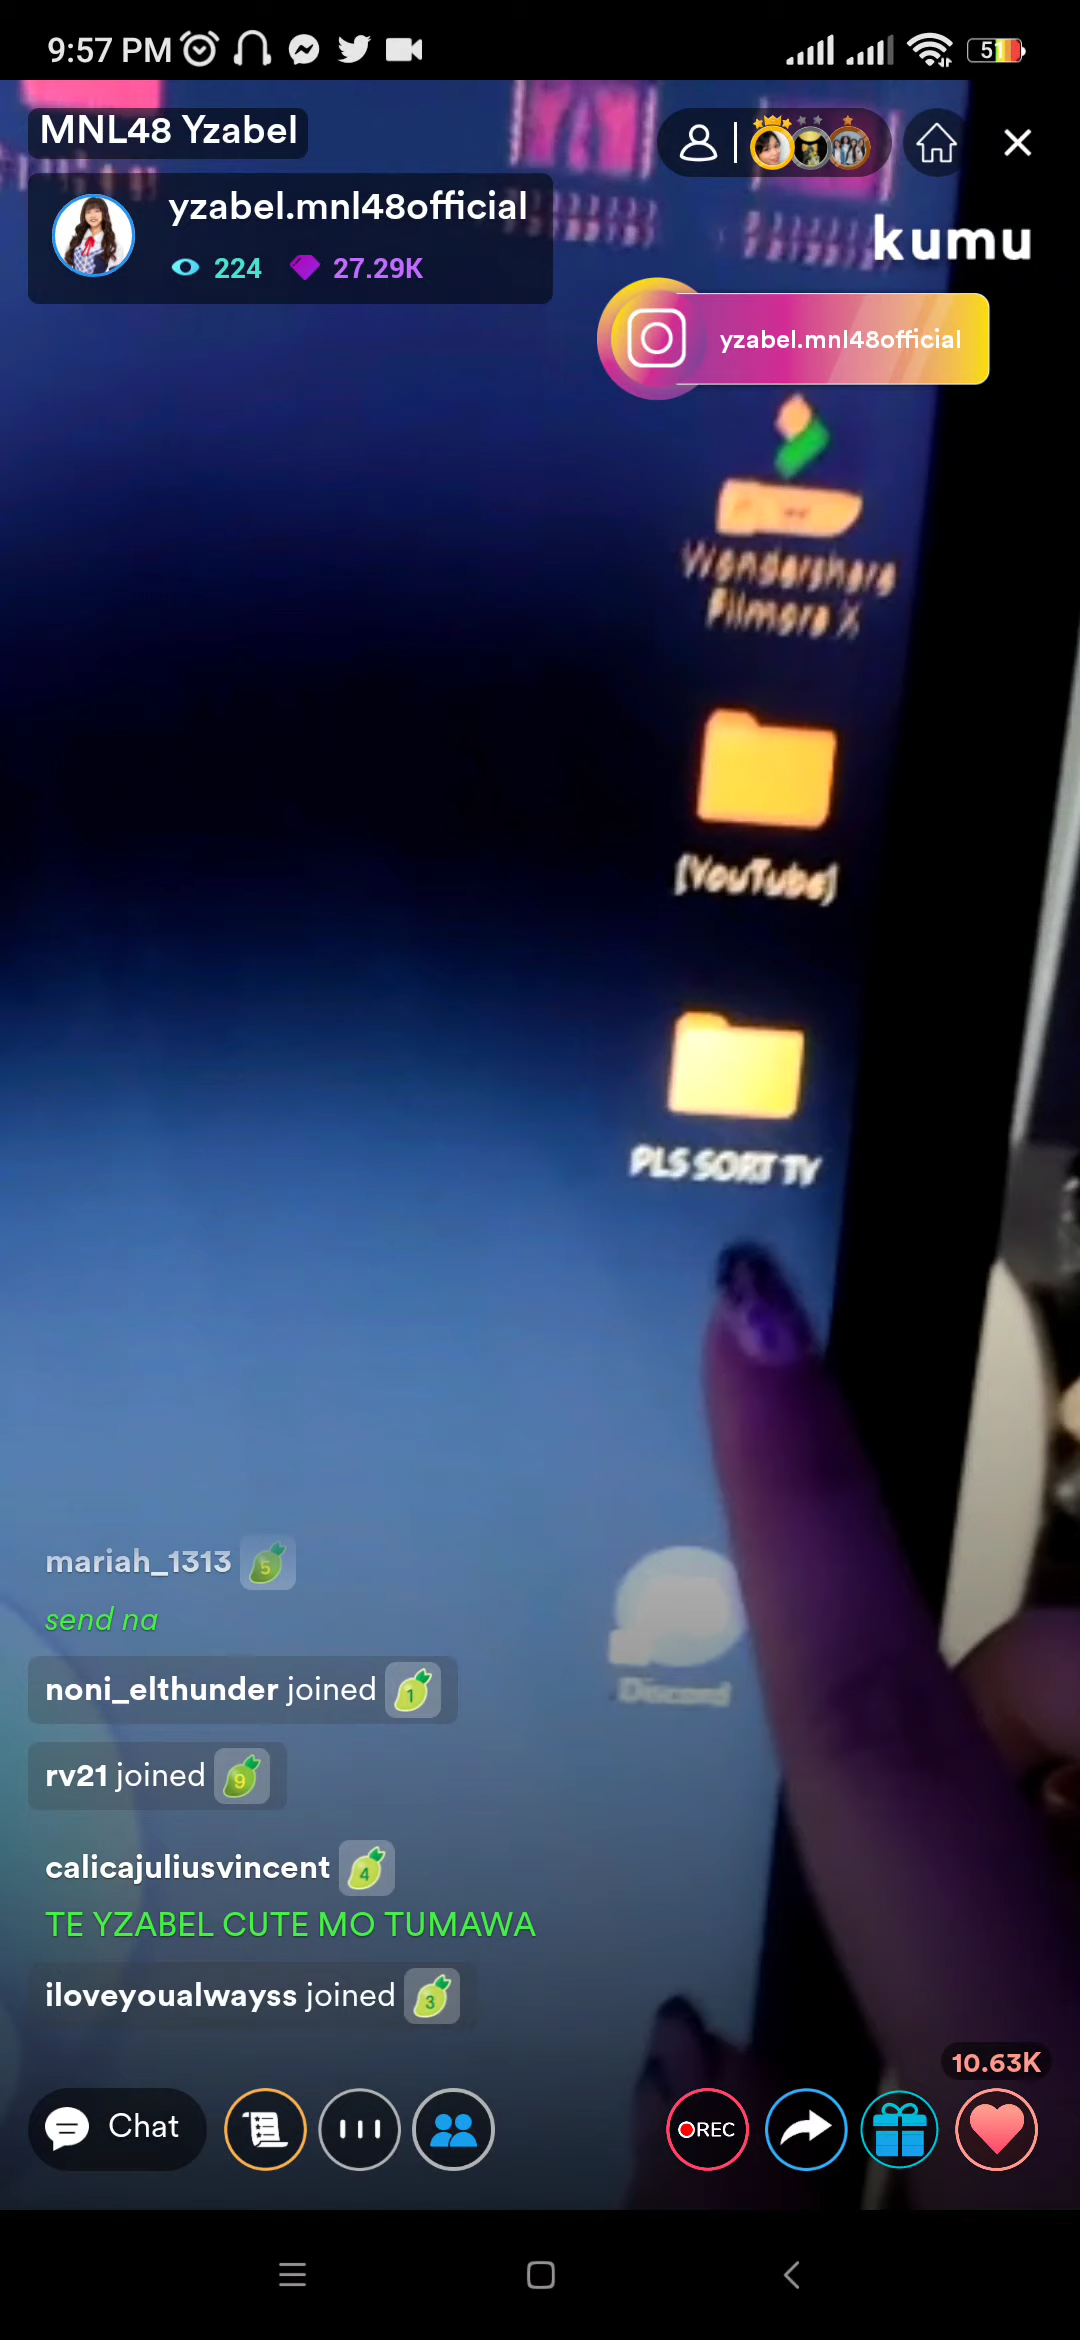 9:57 PM
51
MNL48 Yzabel
yzabel.mnl48official
224 27.29K
kumu
yzabel.mnl48official
Wondershare
Filmora X
[YouTube]
PLS SORT TY
Discord
mariah_1313 5
send na
noni_elthunder joined 1
rv21 joined 9
calicajuliusvincent 4
TE YZABEL CUTE MO TUMAWA
iloveyoualwayss joined 3
10.63K
Chat
REC